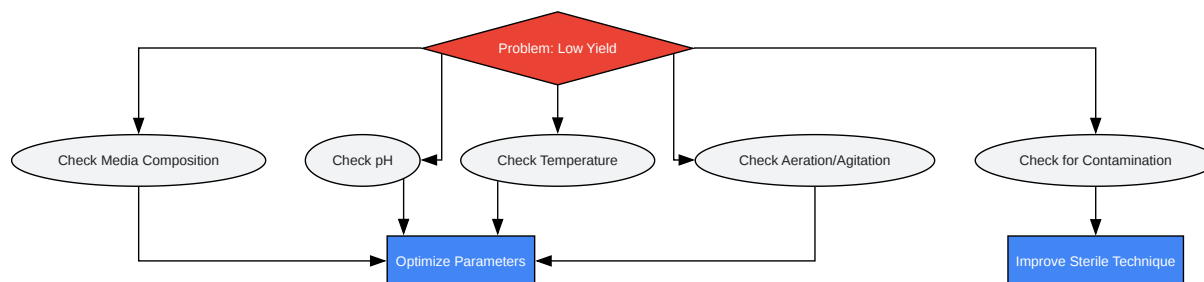 Problem: Low Yield
Check Media Composition
Check pH
Check Temperature
Check Aeration/Agitation
Check for Contamination
Optimize Parameters
Improve Sterile Technique